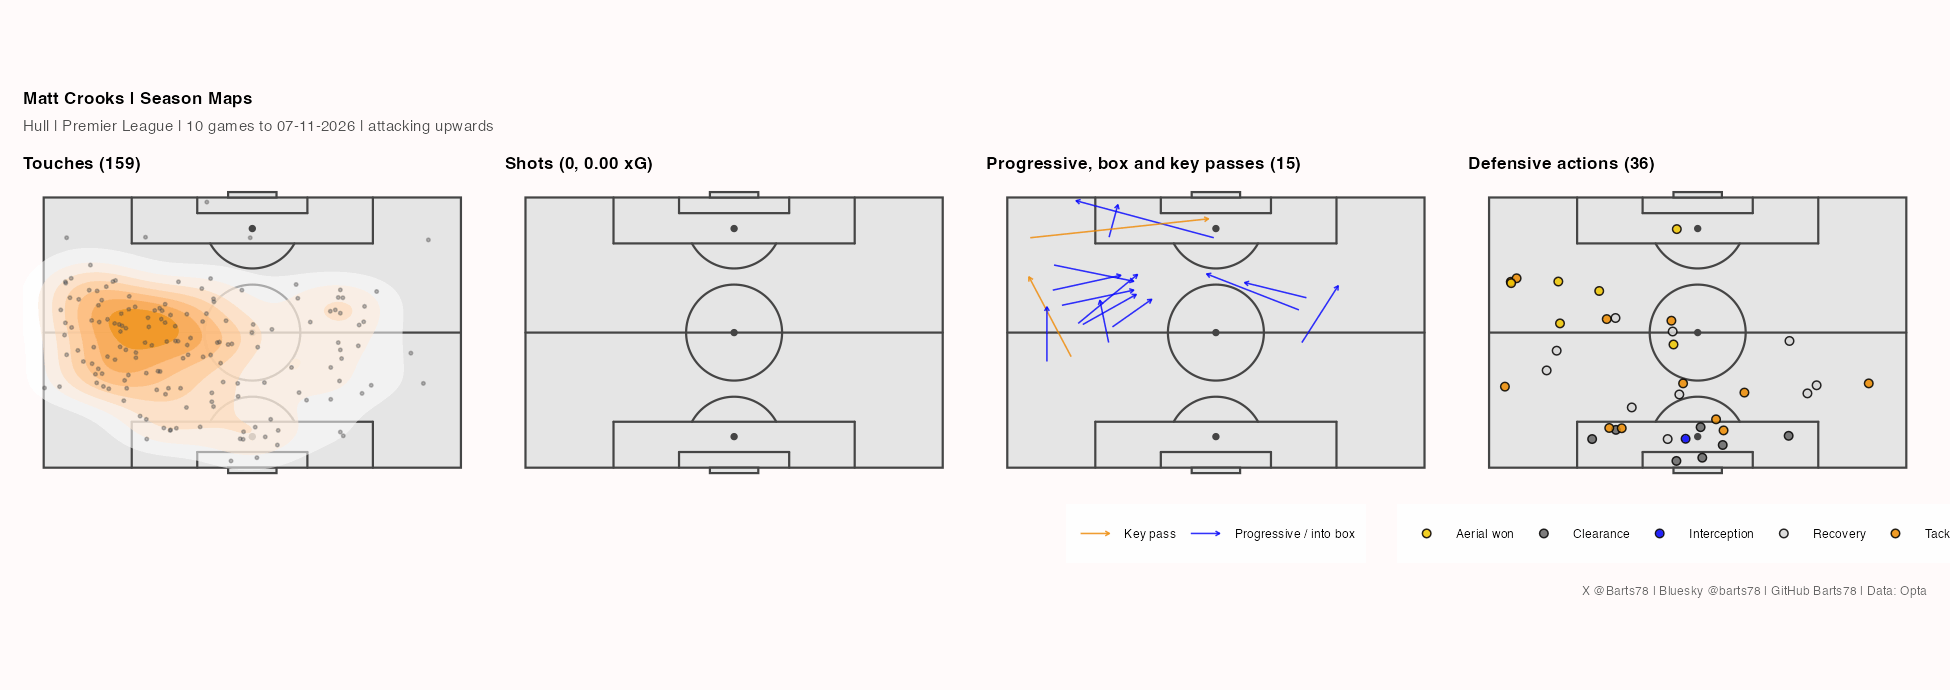 Matt Crooks | Season Maps
Hull | Premier League | 10 games to 07-11-2026 | attacking upwards
Touches (159)
Shots (0, 0.00 xG)
Progressive, box and key passes (15)
Defensive actions (36)
Key pass
Progressive / into box
Aerial won
Clearance
Interception
Recovery
Tack
X @Barts78 | Bluesky @barts78 | GitHub Barts78 | Data: Opta